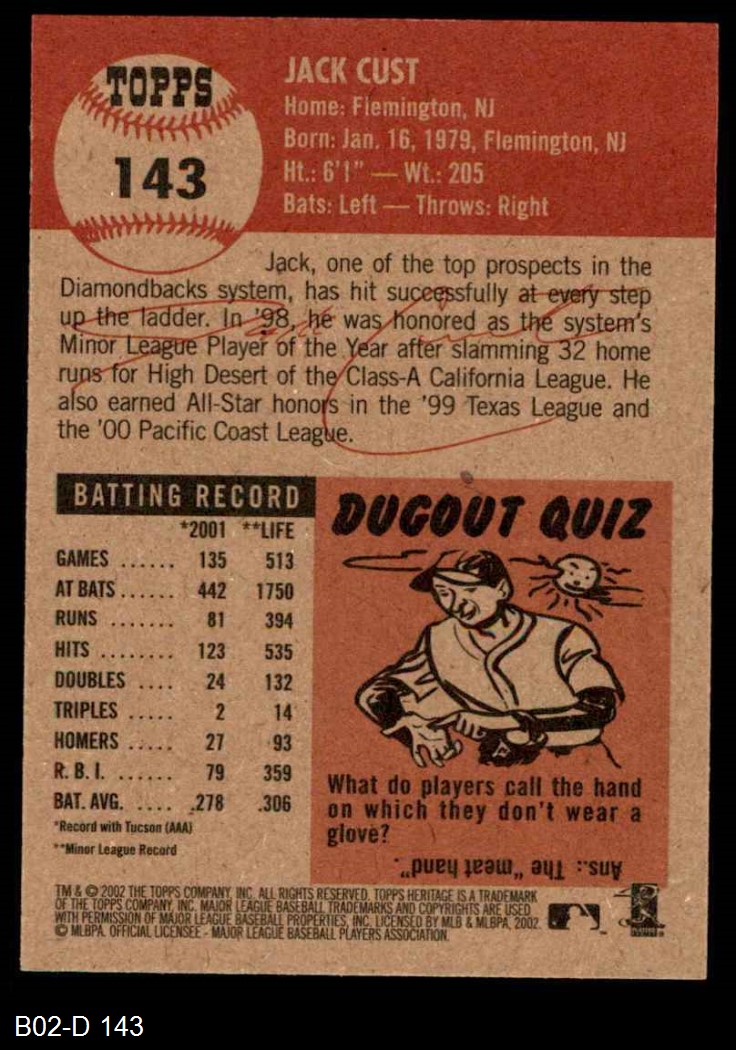 TOPPS
143
JACK CUST
Home: Flemington, NJ
Born: Jan. 16, 1979, Flemington, NJ
Ht.: 6'1" — Wt.: 205
Bats: Left — Throws: Right
Jack, one of the top prospects in the
Diamondbacks system, has hit successfully at every step
up the ladder. In '98, he was honored as the system's
Minor League Player of the Year after slamming 32 home
runs for High Desert of the Class-A California League. He
also earned All-Star honors in the '99 Texas League and
the '00 Pacific Coast League.
BATTING RECORD
*2001 **LIFE
GAMES ...... 135 513
AT BATS ...... 442 1750
RUNS ....... 81 394
HITS ........ 123 535
DOUBLES .... 24 132
TRIPLES ..... 2 14
HOMERS ..... 27 93
R. B. I. ...... 79 359
BAT. AVG. .... .278 .306
*Record with Tucson (AAA)
**Minor League Record
DUGOUT QUIZ
What do players call the hand
on which they don't wear a
glove?
Ans.: The "meat hand".
TM & © 2002 THE TOPPS COMPANY, INC. ALL RIGHTS RESERVED. TOPPS HERITAGE IS A TRADEMARK
OF THE TOPPS COMPANY, INC. MAJOR LEAGUE BASEBALL TRADEMARKS AND COPYRIGHTS ARE USED
WITH PERMISSION OF MAJOR LEAGUE BASEBALL PROPERTIES, INC. LICENSED BY MLB & MLBPA, 2002.
© MLBPA. OFFICIAL LICENSEE - MAJOR LEAGUE BASEBALL PLAYERS ASSOCIATION.
B02-D 143